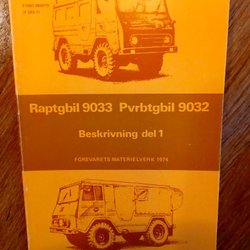 Raptgbil 9033 Pvrbtgbil 9032
Beskrivning del 1
FÖRSVARETS MATERIELVERK 1974